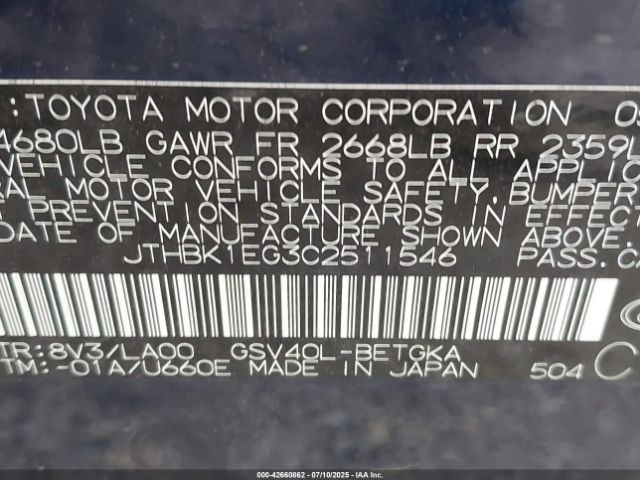 : TOYOTA MOTOR CORPORATION 0
4680LB GAWR FR 2668LB RR 2359L
VEHICLE CONFORMS TO ALL APPLIC
RAL MOTOR VEHICLE SAFETY, BUMPER,
T PREVENTION STANDARDS IN EFFECT
DATE OF MANUFACTURE SHOWN ABOVE.
JTHBK1EG3C2511546 PASS.CA
TR:8V3/LA00 GSV40L-BETGKA
TM:-01A/U660E MADE IN JAPAN 504 C
000-42660862 - 07/10/2025 - IAA Inc.